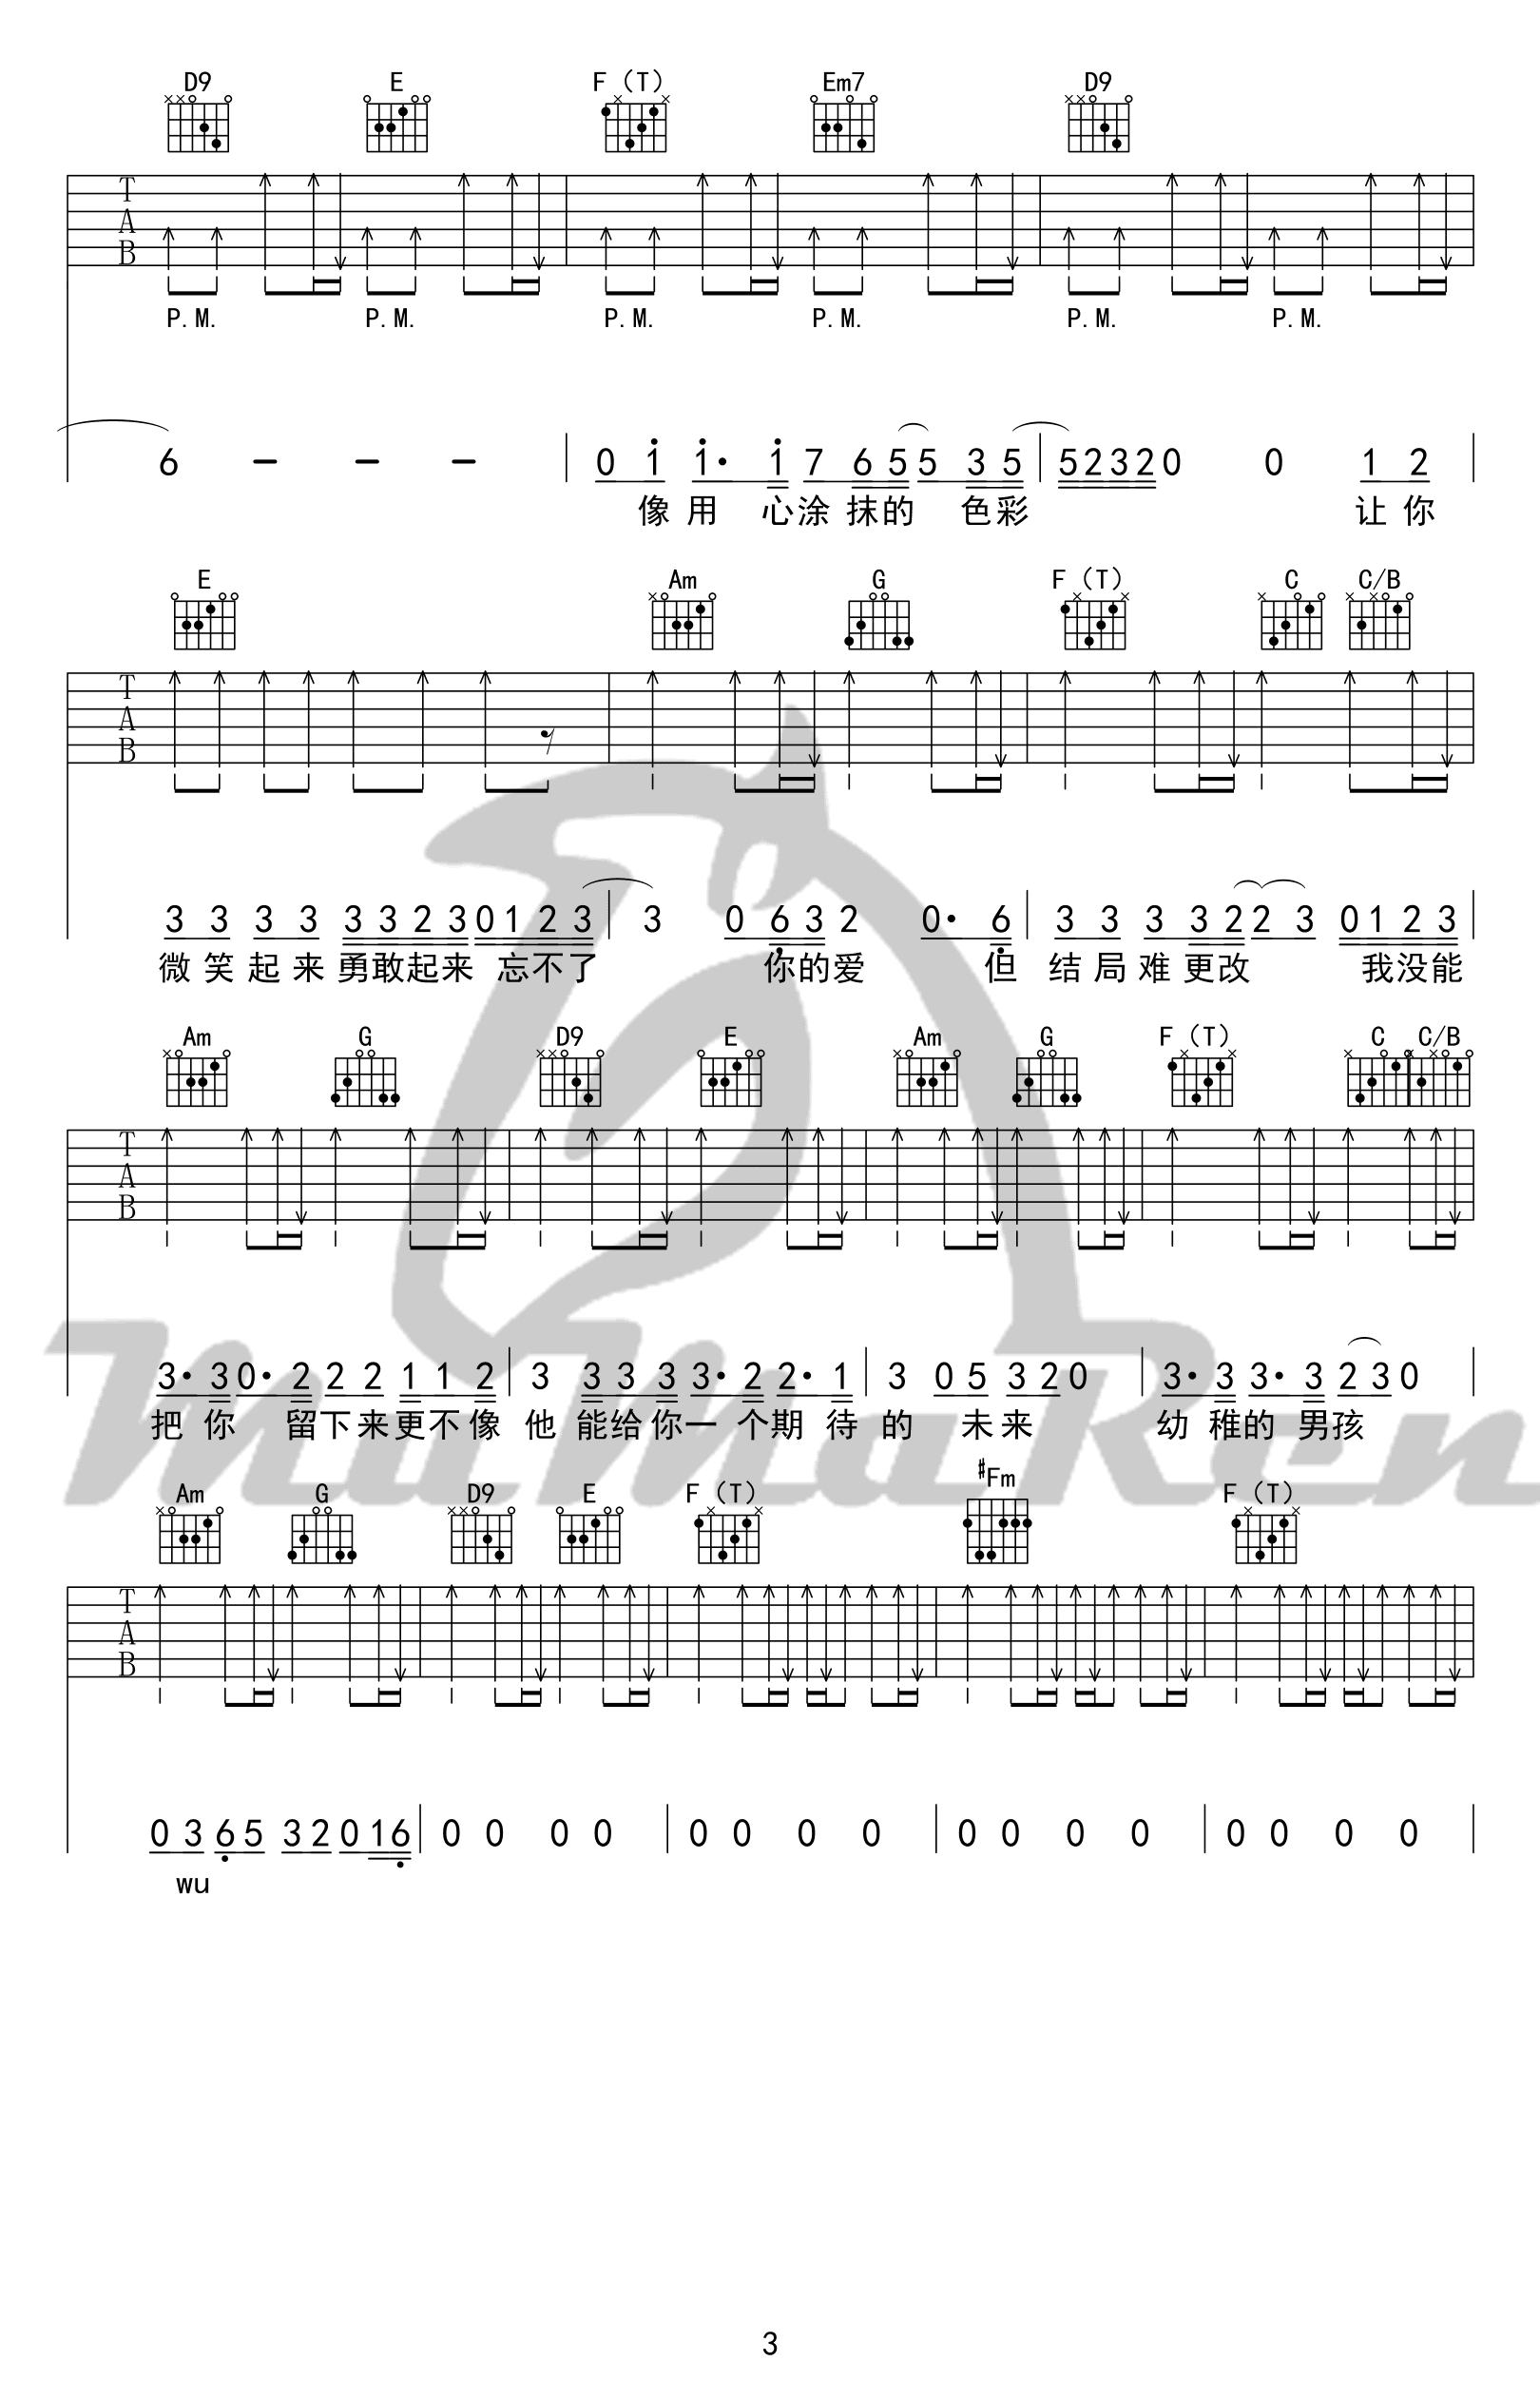 D9 E F (T) Em7 D9
T
A
B
P.M. P.M. P.M. P.M. P.M. P.M.
6 – – – 0 1 1· 1 7 6 5 5 3 5 5 2 3 2 0 0 1 2
像 用 心 涂 抹 的 色 彩 让 你
E Am G F (T) C C/B
T
A
B
3 3 3 3 3 3 2 3 0 1 2 3 3 0 6 3 2 0· 6 3 3 3 3 2 2 3 0 1 2 3
微 笑 起 来 勇 敢 起 来 忘 不 了 你 的 爱 但 结 局 难 更 改 我 没 能
Am G D9 E Am G F (T) C C/B
T
A
B
3· 3 0· 2 2 2 1 1 2 3 3 3 3 3· 2 2· 1 3 0 5 3 2 0 3· 3 3· 3 2 3 0
把 你 留 下 来 更 不 像 他 能 给 你 一 个 期 待 的 未 来 幼 稚 的 男 孩
MuMaRen
Am G D9 E F (T) #Fm F (T)
T
A
B
0 3 6 5 3 2 0 1 6 0 0 0 0 0 0 0 0 0 0 0 0 0 0 0 0
wu
3